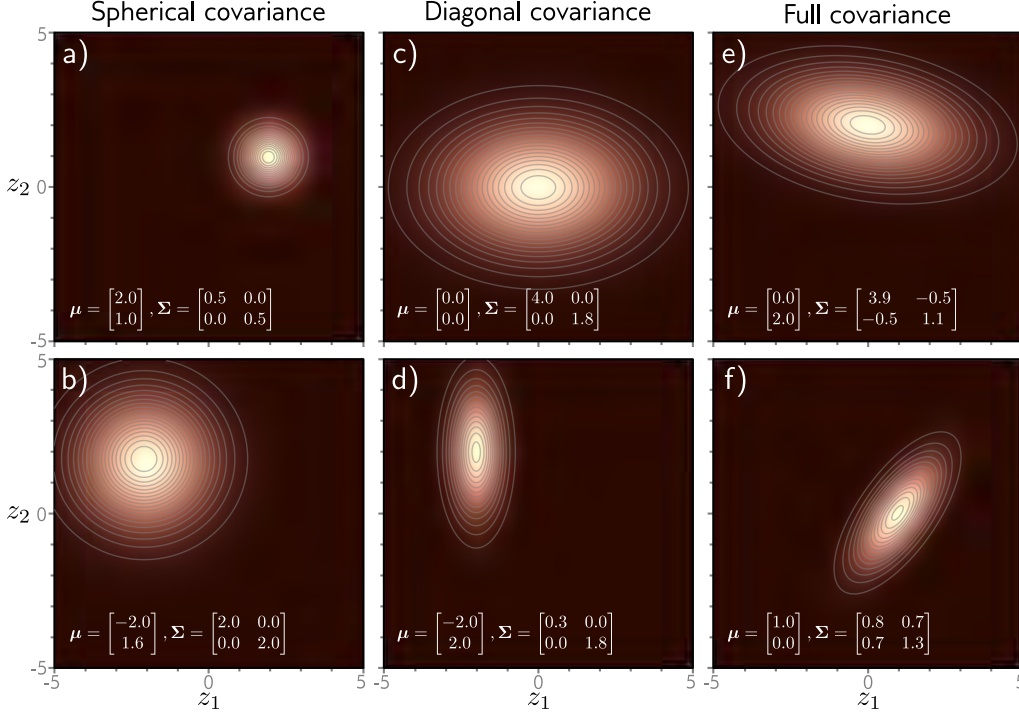 Spherical covariance Diagonal covariance Full covariance
5
a) c) e)
z₂ 0
μ = [2.0 1.0], Σ = [0.5 0.0 0.0 0.5]
μ = [0.0 0.0], Σ = [4.0 0.0 0.0 1.8]
μ = [0.0 2.0], Σ = [3.9 −0.5 −0.5 1.1]
-5
5
b) d) f)
z₂ 0
μ = [−2.0 1.6], Σ = [2.0 0.0 0.0 2.0]
μ = [−2.0 2.0], Σ = [0.3 0.0 0.0 1.8]
μ = [1.0 0.0], Σ = [0.8 0.7 0.7 1.3]
-5
-5 0 5 -5 0 5 -5 0 5
z₁ z₁ z₁